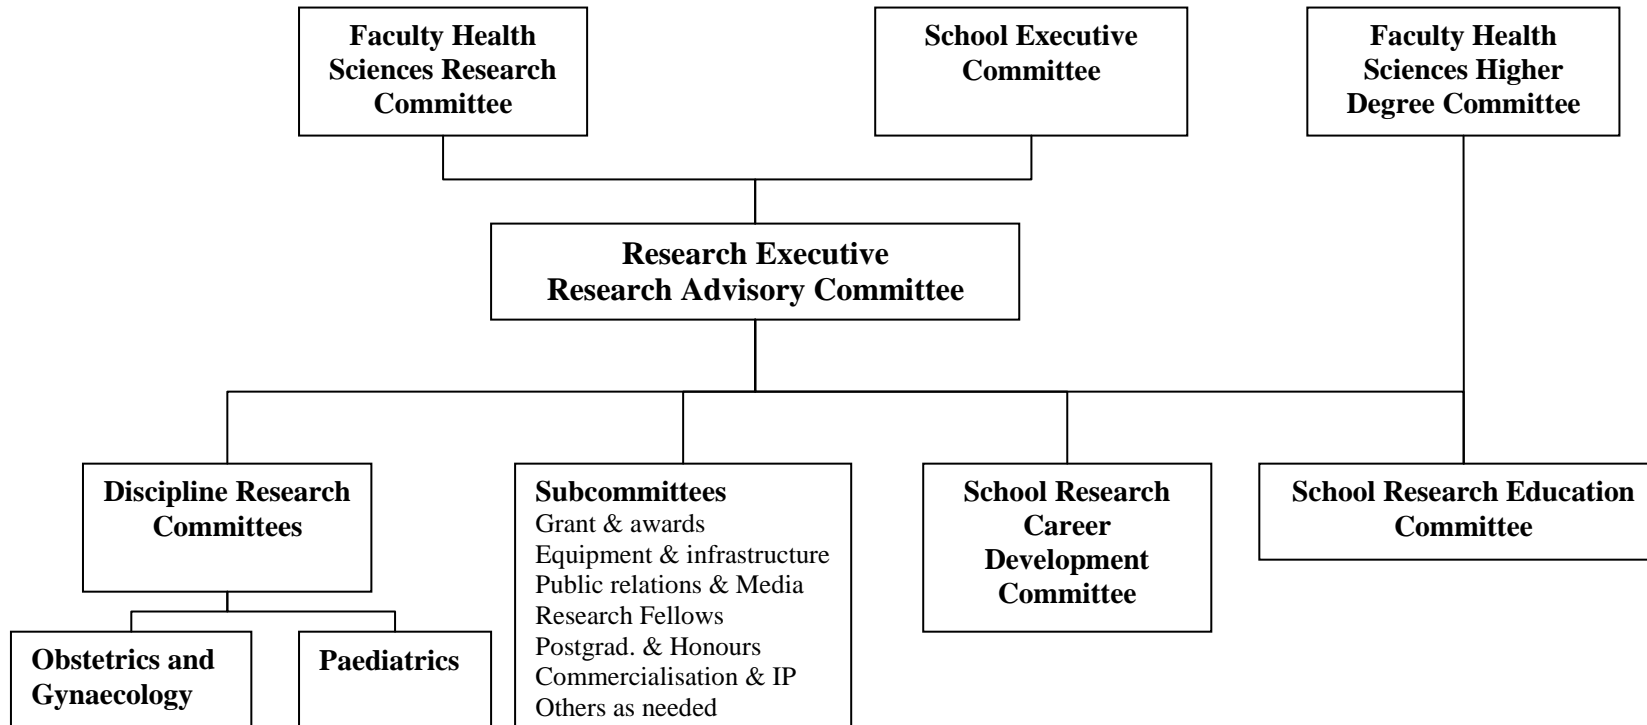 Faculty Health
Sciences Research
Committee
School Executive
Committee
Faculty Health
Sciences Higher
Degree Committee
Research Executive
Research Advisory Committee
Discipline Research
Committees
Subcommittees
Grant & awards
Equipment & infrastructure
Public relations & Media
Research Fellows
Postgrad. & Honours
Commercialisation & IP
Others as needed
School Research
Career
Development
Committee
School Research Education
Committee
Obstetrics and
Gynaecology
Paediatrics